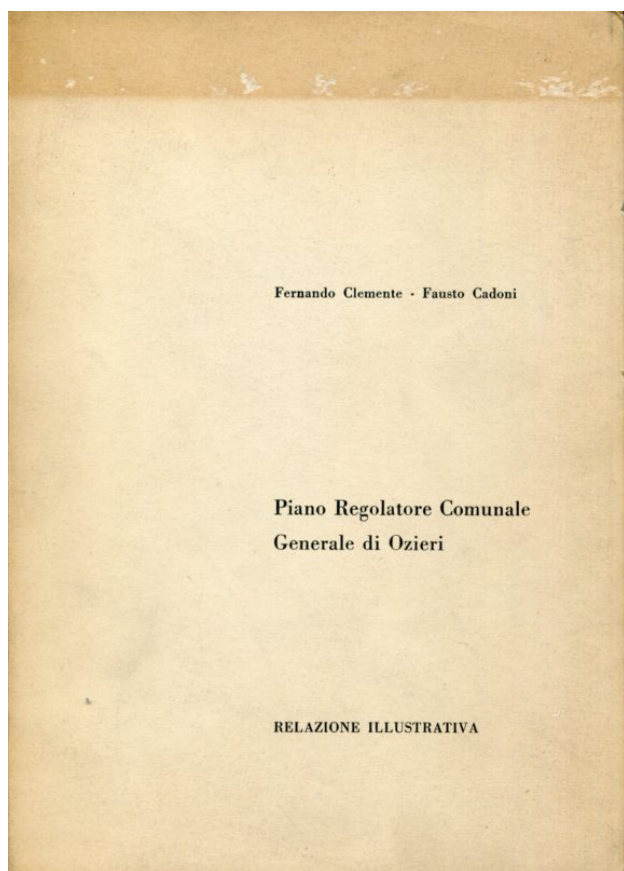 Fernando Clemente - Fausto Cadoni
Piano Regolatore Comunale
Generale di Ozieri
RELAZIONE ILLUSTRATIVA